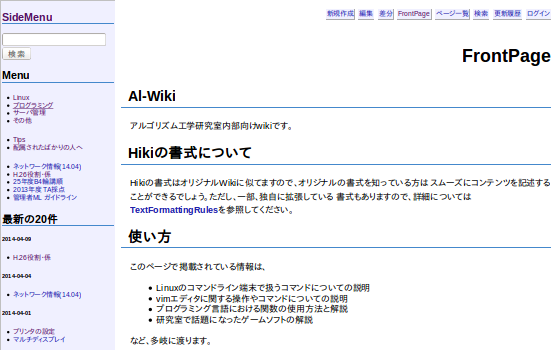 新規作成 編集 差分 FrontPage ページ一覧 検索 更新履歴 ログイン
SideMenu
検索
Menu
Linux
プログラミング
サーバ管理
その他
Tips
配属されたばかりの人へ
ネットワーク情報(14.04)
H.26役割・係
25年度B4輪講順
2013年度 TA採点
管理者ML ガイドライン
最新の20件
2014-04-09
H.26役割・係
2014-04-04
ネットワーク情報(14.04)
2014-04-01
プリンタの設定
マルチディスプレイ
FrontPage
Al-Wiki
アルゴリズム工学研究室内部向けwikiです。
Hikiの書式について
Hikiの書式はオリジナルWikiに似てますので、オリジナルの書式を知っている方は スムーズにコンテンツを記述する
ことができるでしょう。ただし、一部、独自に拡張している 書式もありますので、詳細については
TextFormattingRulesを参照してください。
使い方
このページで掲載されている情報は、
Linuxのコマンドライン端末で扱うコマンドについての説明
vimエディタに関する操作やコマンドについての説明
プログラミング言語における関数の使用方法と解説
研究室で話題になったゲームソフトの解説
など、多岐に渡ります。